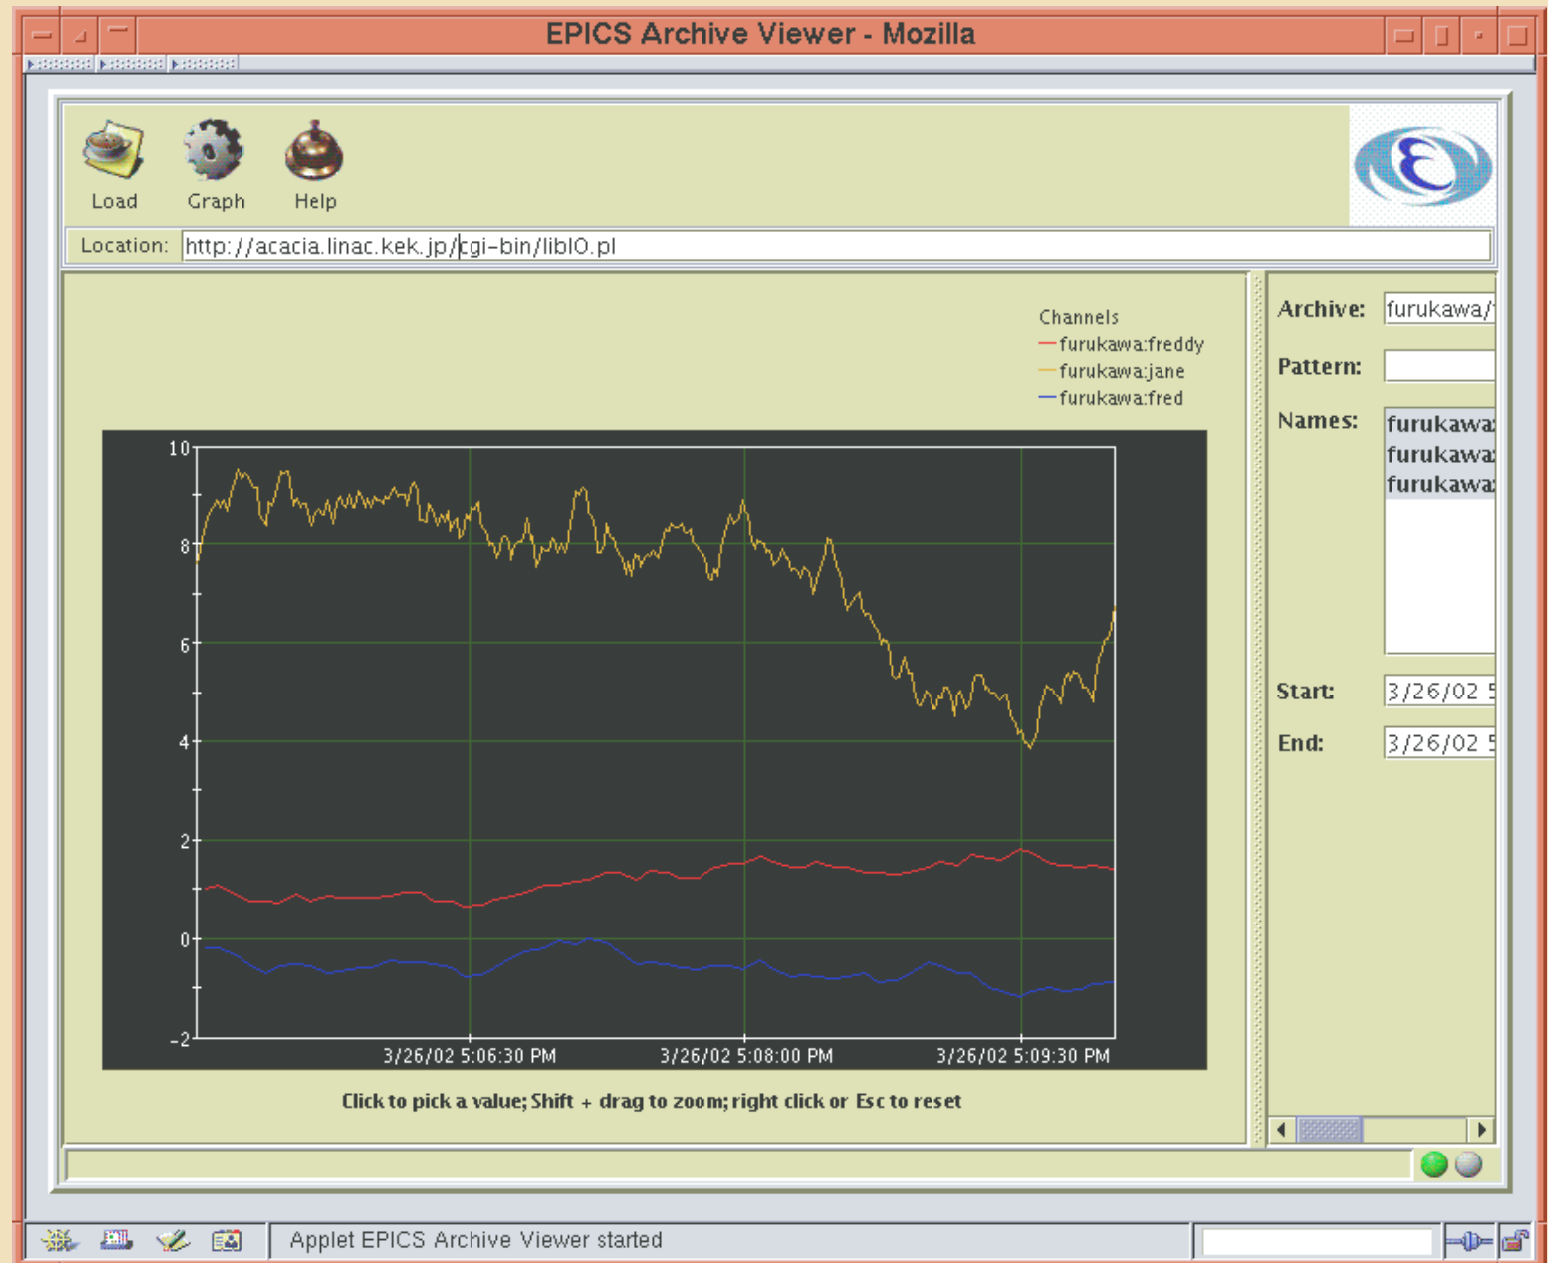 EPICS Archive Viewer - Mozilla
Load Graph Help
Location: http://acacia.linac.kek.jp/cgi-bin/libIO.pl
Channels
furukawa:freddy
furukawa:jane
furukawa:fred
10
8
6
4
2
0
-2
3/26/02 5:06:30 PM 3/26/02 5:08:00 PM 3/26/02 5:09:30 PM
Click to pick a value; Shift + drag to zoom; right click or Esc to reset
Archive: furukawa/
Pattern:
Names: furukawa:
furukawa:
furukawa:
Start: 3/26/02 5
End: 3/26/02 5
Applet EPICS Archive Viewer started